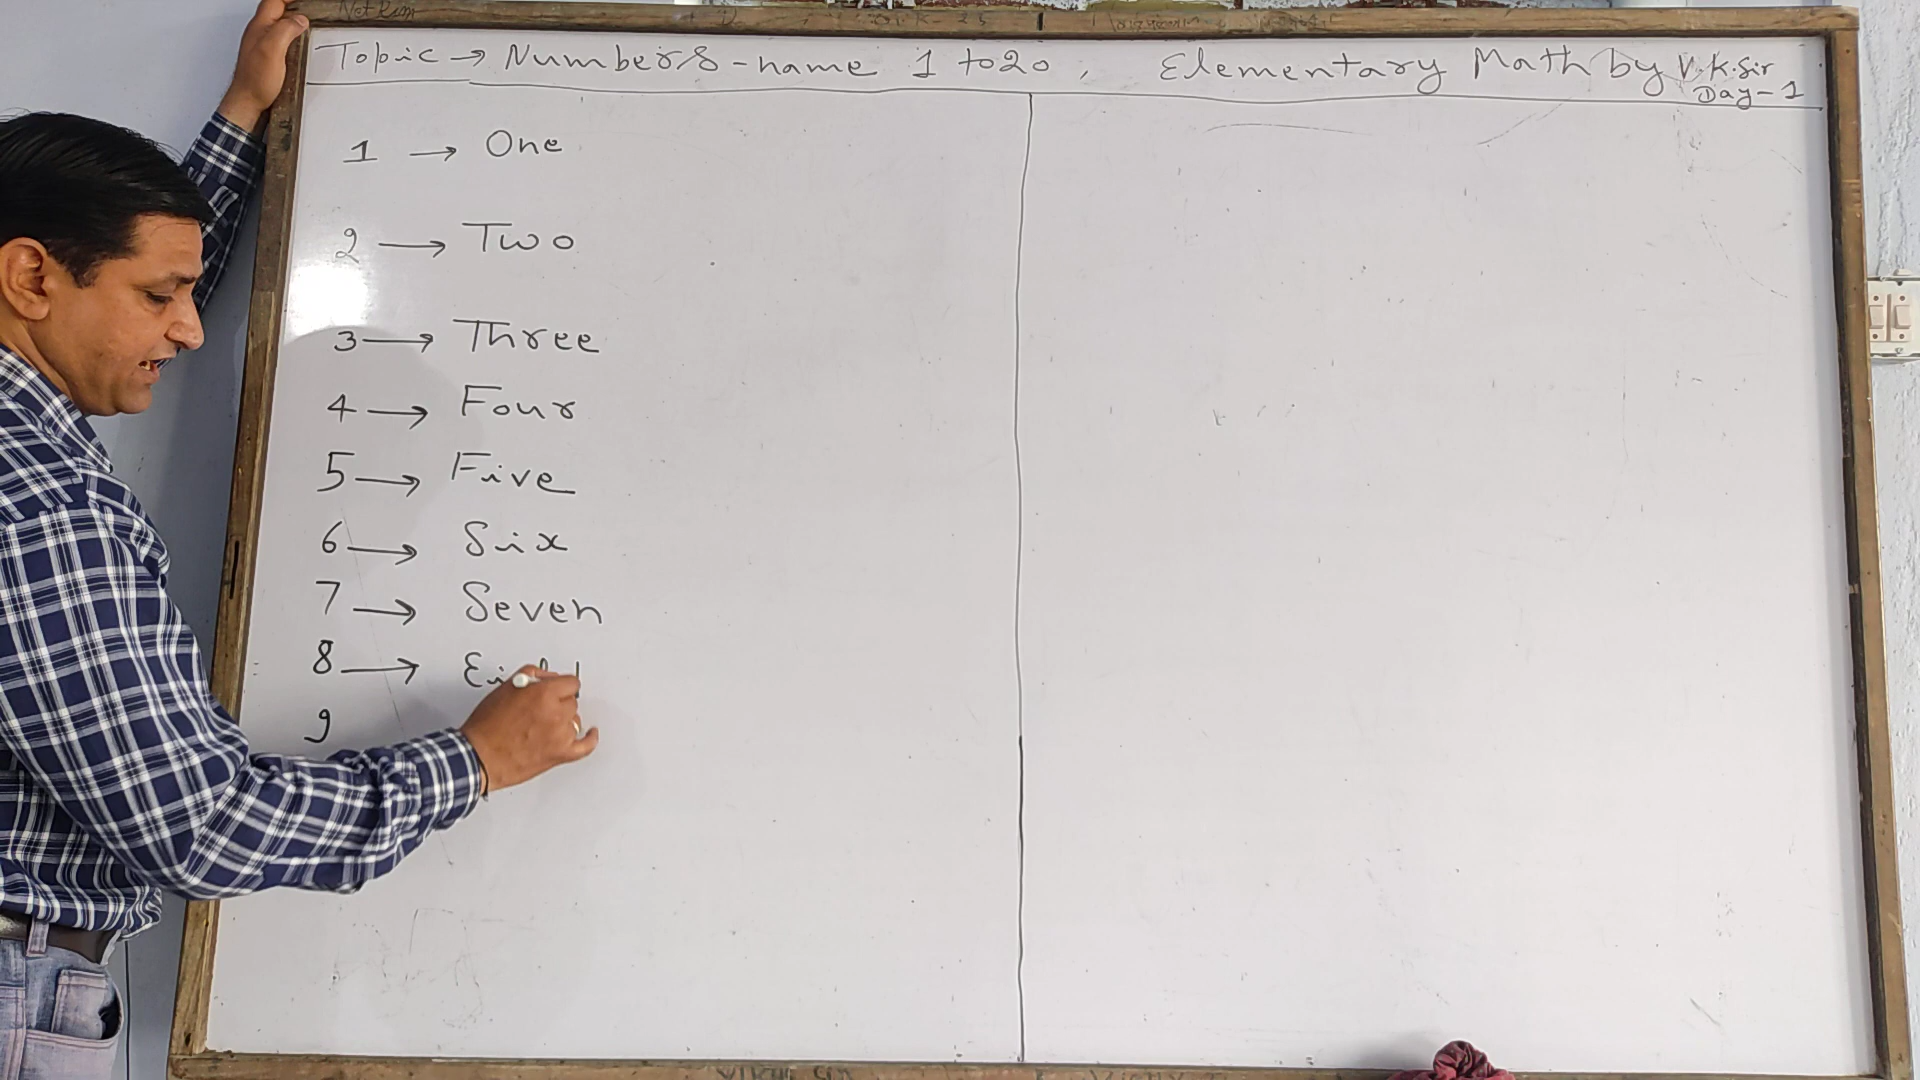 Topic → Numbers-name 1 to 20, Elementary Math by V.K.Sir
Day-1
1 → One
2 → Two
3 → Three
4 → Four
5 → Five
6 → Six
7 → Seven
8 →
9